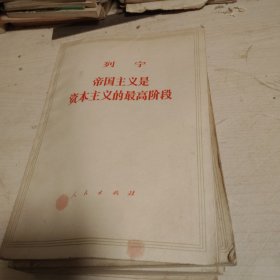 列宁
帝国主义是
资本主义的最高阶段
人民出版社